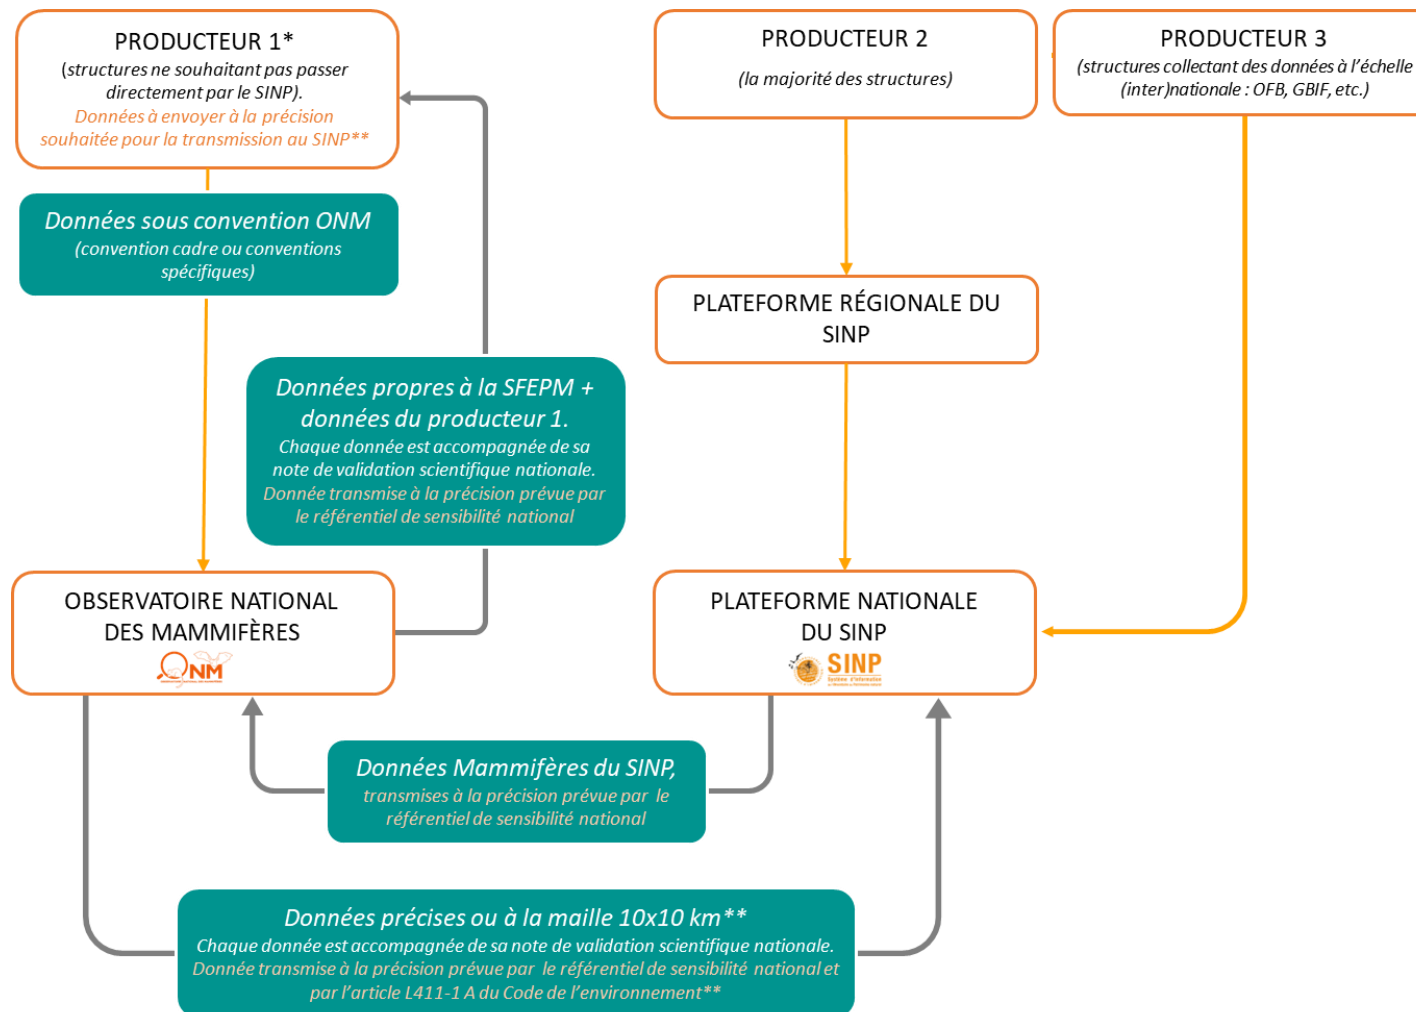 PRODUCTEUR 1*
(structures ne souhaitant pas passer
directement par le SINP).
Données à envoyer à la précision
souhaitée pour la transmission au SINP**
PRODUCTEUR 2
(la majorité des structures)
PRODUCTEUR 3
(structures collectant des données à l’échelle
(inter)nationale : OFB, GBIF, etc.)
Données sous convention ONM
(convention cadre ou conventions
spécifiques)
PLATEFORME RÉGIONALE DU
SINP
Données propres à la SFEPM +
données du producteur 1.
Chaque donnée est accompagnée de sa
note de validation scientifique nationale.
Donnée transmise à la précision prévue par
le référentiel de sensibilité national
OBSERVATOIRE NATIONAL
DES MAMMIFÈRES
ONM
PLATEFORME NATIONALE
DU SINP
SINP
Données Mammifères du SINP,
transmises à la précision prévue par le
référentiel de sensibilité national
Données précises ou à la maille 10x10 km**
Chaque donnée est accompagnée de sa note de validation scientifique nationale.
Donnée transmise à la précision prévue par le référentiel de sensibilité national et
par l’article L411-1 A du Code de l’environnement**